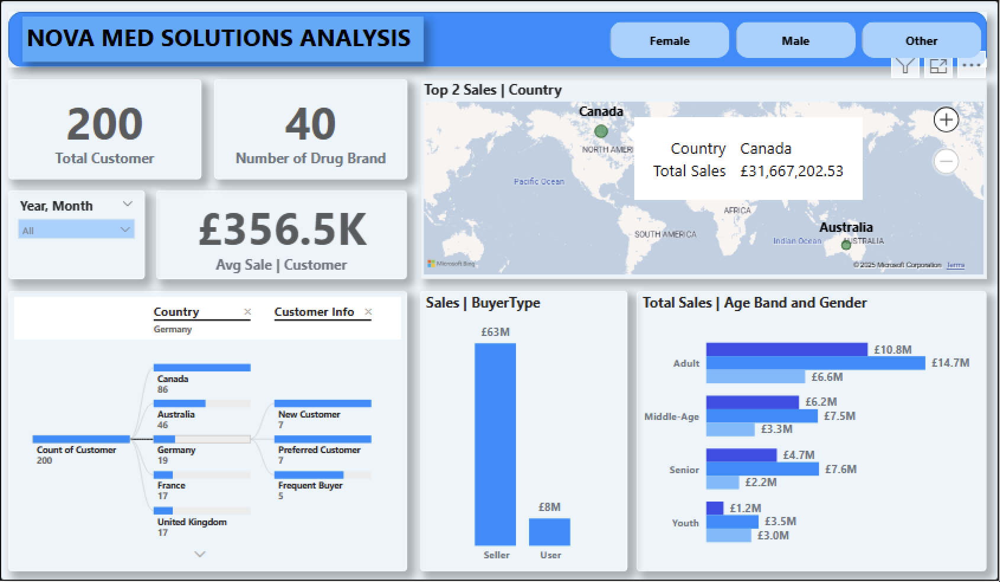 NOVA MED SOLUTIONS ANALYSIS
Female
Male
Other
200
Total Customer
40
Number of Drug Brand
Year, Month
All
£356.5K
Avg Sale | Customer
Top 2 Sales | Country
Canada
NORTH AMERI
Country Canada
Total Sales £31,667,202.53
Pacific Ocean
AFRICA
Australia
SOUTH AMERICA
Indian Ocean
USTRALIA
Microsoft Bing
© 2025 Microsoft Corporation Terms
Country
Customer Info
Germany
Canada
86
Australia
46
Count of Customer
200
Germany
19
France
17
United Kingdom
17
New Customer
7
Preferred Customer
7
Frequent Buyer
5
Sales | BuyerType
£63M
£8M
Seller
User
Total Sales | Age Band and Gender
Adult
£10.8M
£14.7M
£6.6M
Middle-Age
£6.2M
£7.5M
£3.3M
Senior
£4.7M
£7.6M
£2.2M
Youth
£1.2M
£3.5M
£3.0M